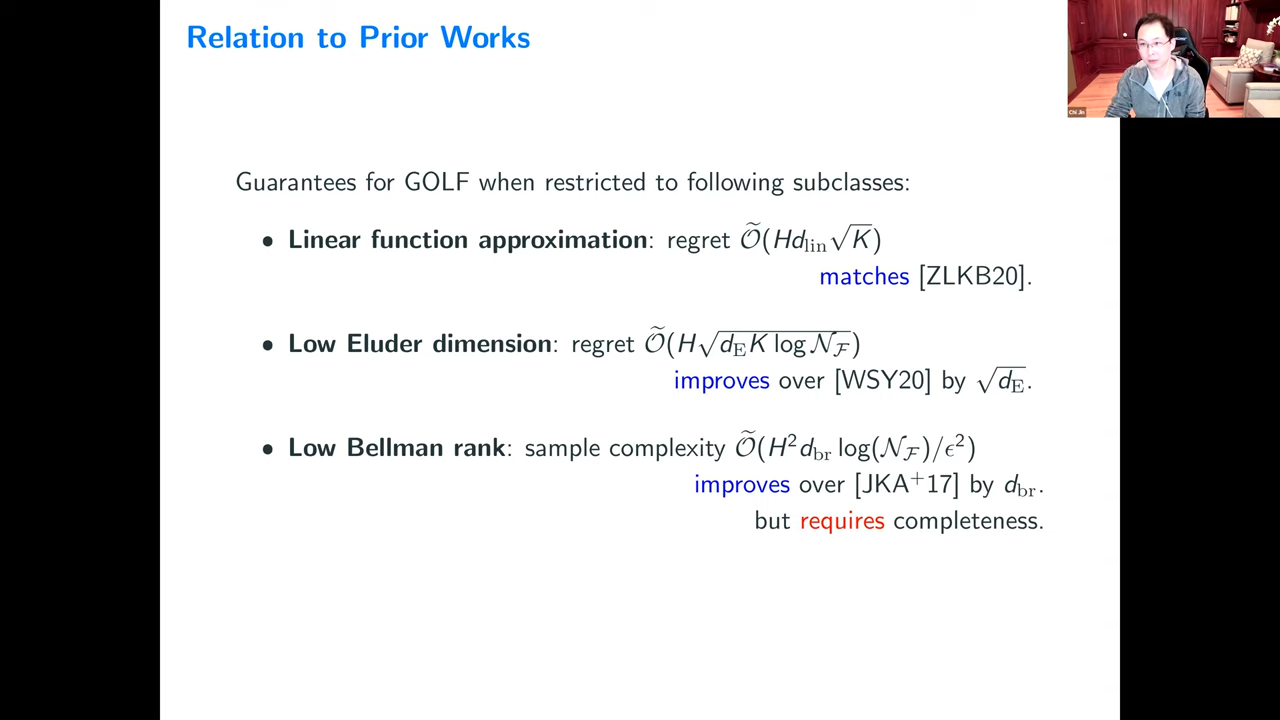 Relation to Prior Works
Chi Jin
Guarantees for GOLF when restricted to following subclasses:
• Linear function approximation: regret Õ(Hd_lin√K)
matches [ZLKB20].
• Low Eluder dimension: regret Õ(H√(d_E K log N_F))
improves over [WSY20] by √d_E.
• Low Bellman rank: sample complexity Õ(H²d_br log(N_F)/ϵ²)
improves over [JKA⁺17] by d_br.
but requires completeness.